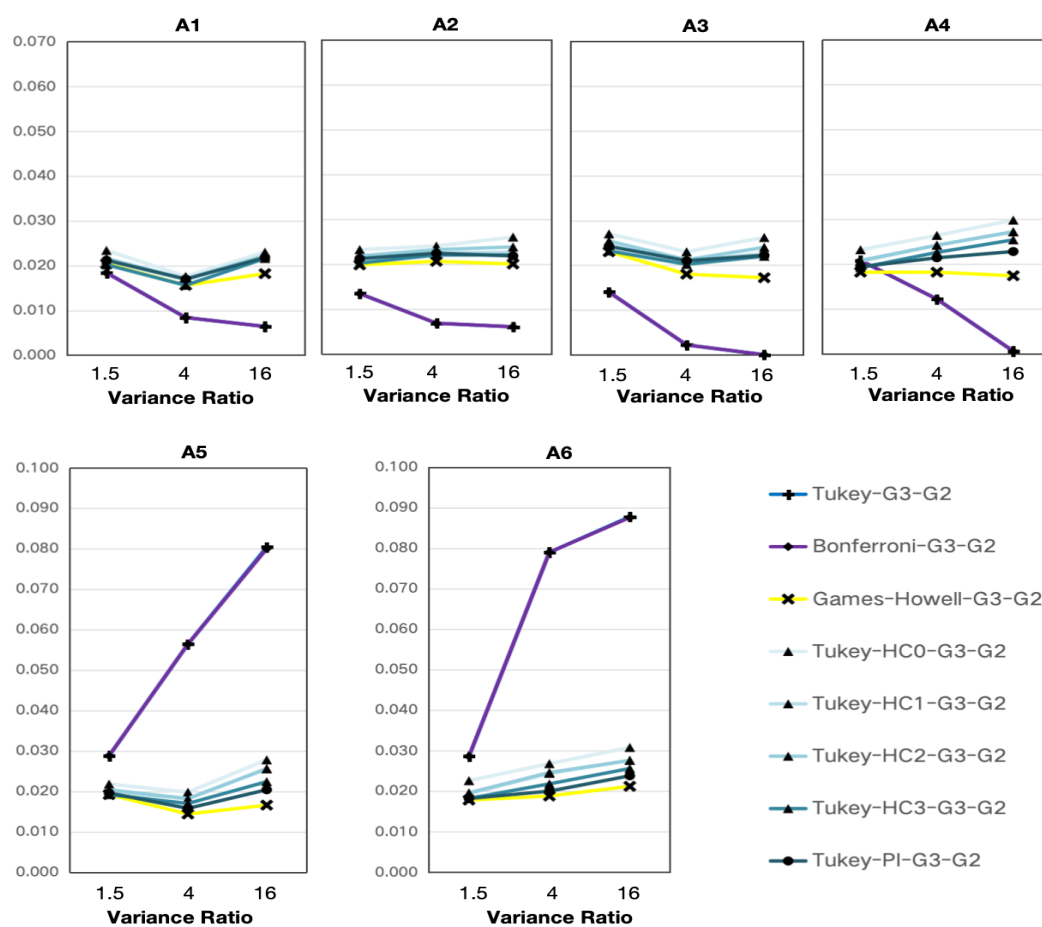 A1 A2 A3 A4
0.070
0.060
0.050
0.040
0.030
0.020
0.010
0.000
1.5 4 16 1.5 4 16 1.5 4 16 1.5 4 16
Variance Ratio Variance Ratio Variance Ratio Variance Ratio
A5
0.100
0.090
0.080
0.070
0.060
0.050
0.040
0.030
0.020
0.010
0.000
1.5 4 16
Variance Ratio
A6
0.100
0.090
0.080
0.070
0.060
0.050
0.040
0.030
0.020
0.010
0.000
1.5 4 16
Variance Ratio
Tukey-G3-G2
Bonferroni-G3-G2
Games-Howell-G3-G2
Tukey-HC0-G3-G2
Tukey-HC1-G3-G2
Tukey-HC2-G3-G2
Tukey-HC3-G3-G2
Tukey-PI-G3-G2